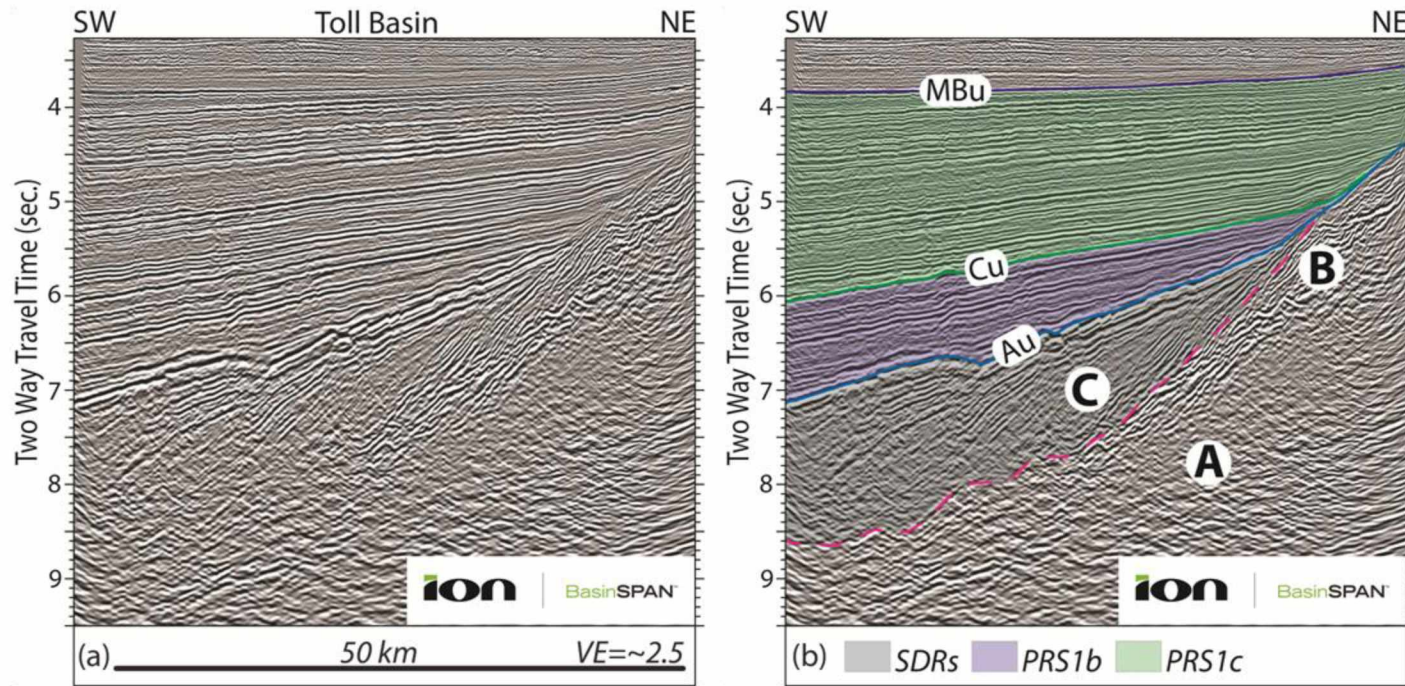 SW Toll Basin NE
Two Way Travel Time (sec.)
4
5
6
7
8
9
ion BasinSPAN™
(a) 50 km VE=~2.5
SW NE
Two Way Travel Time (sec.)
4
5
6
7
8
9
MBu
Cu
Au
B
C
A
ion BasinSPAN™
(b) SDRs PRS1b PRS1c